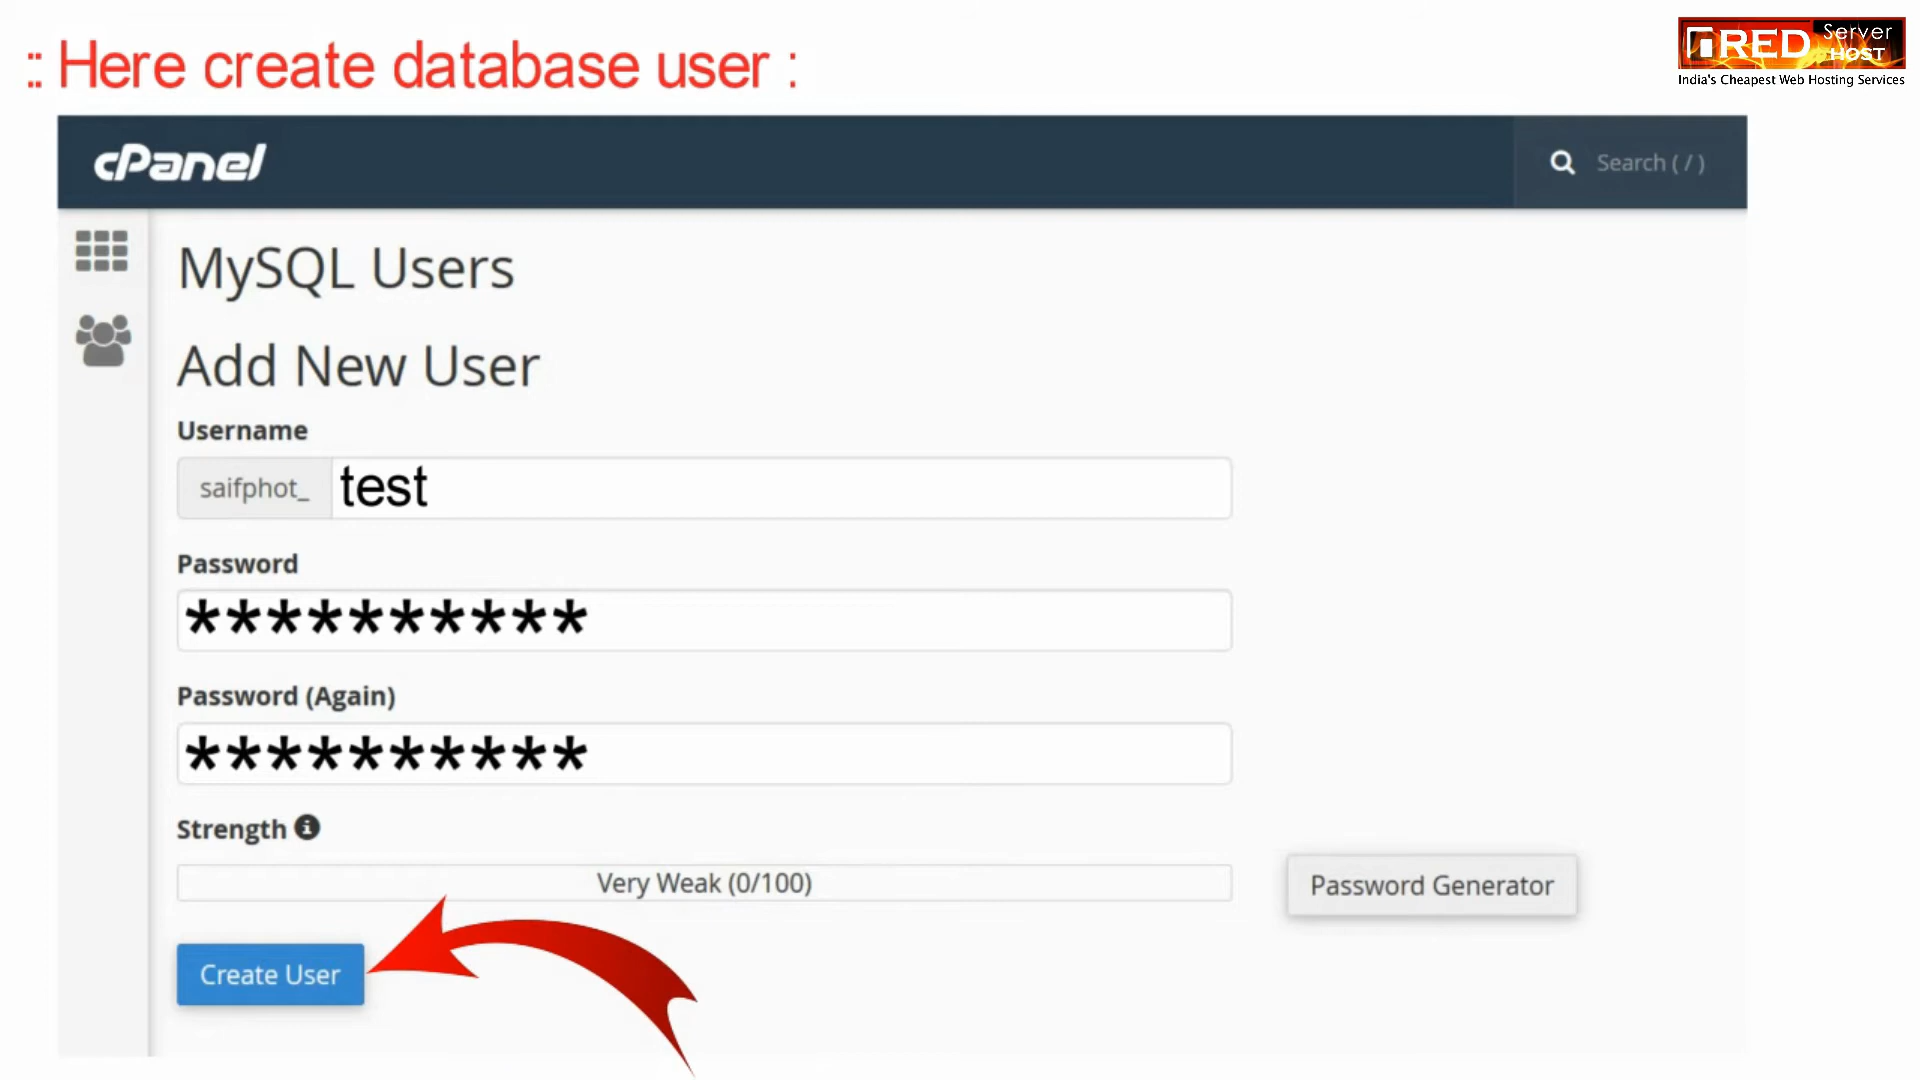 :: Here create database user :
RED Server
HOST
India's Cheapest Web Hosting Services
cPanel
Search ( / )
MySQL Users
Add New User
Username
saifphot_ test
Password
**********
Password (Again)
**********
Strength
Very Weak (0/100)
Password Generator
Create User